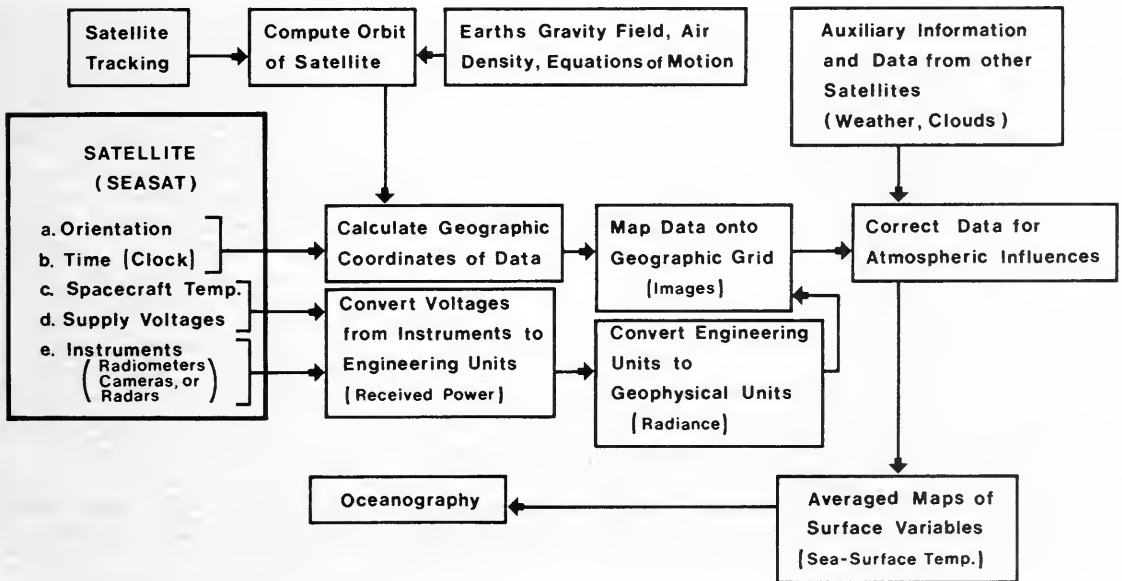 Satellite
Tracking
Compute Orbit
of Satellite
Earths Gravity Field, Air
Density, Equations of Motion
Auxiliary Information
and Data from other
Satellites
(Weather, Clouds)
SATELLITE
(SEASAT)
a. Orientation
b. Time (Clock)
c. Spacecraft Temp.
d. Supply Voltages
e. Instruments
(Radiometers
Cameras, or
Radars)
Calculate Geographic
Coordinates of Data
Map Data onto
Geographic Grid
(Images)
Correct Data for
Atmospheric Influences
Convert Voltages
from Instruments to
Engineering Units
(Received Power)
Convert Engineering
Units to
Geophysical Units
(Radiance)
Oceanography
Averaged Maps of
Surface Variables
(Sea-Surface Temp.)